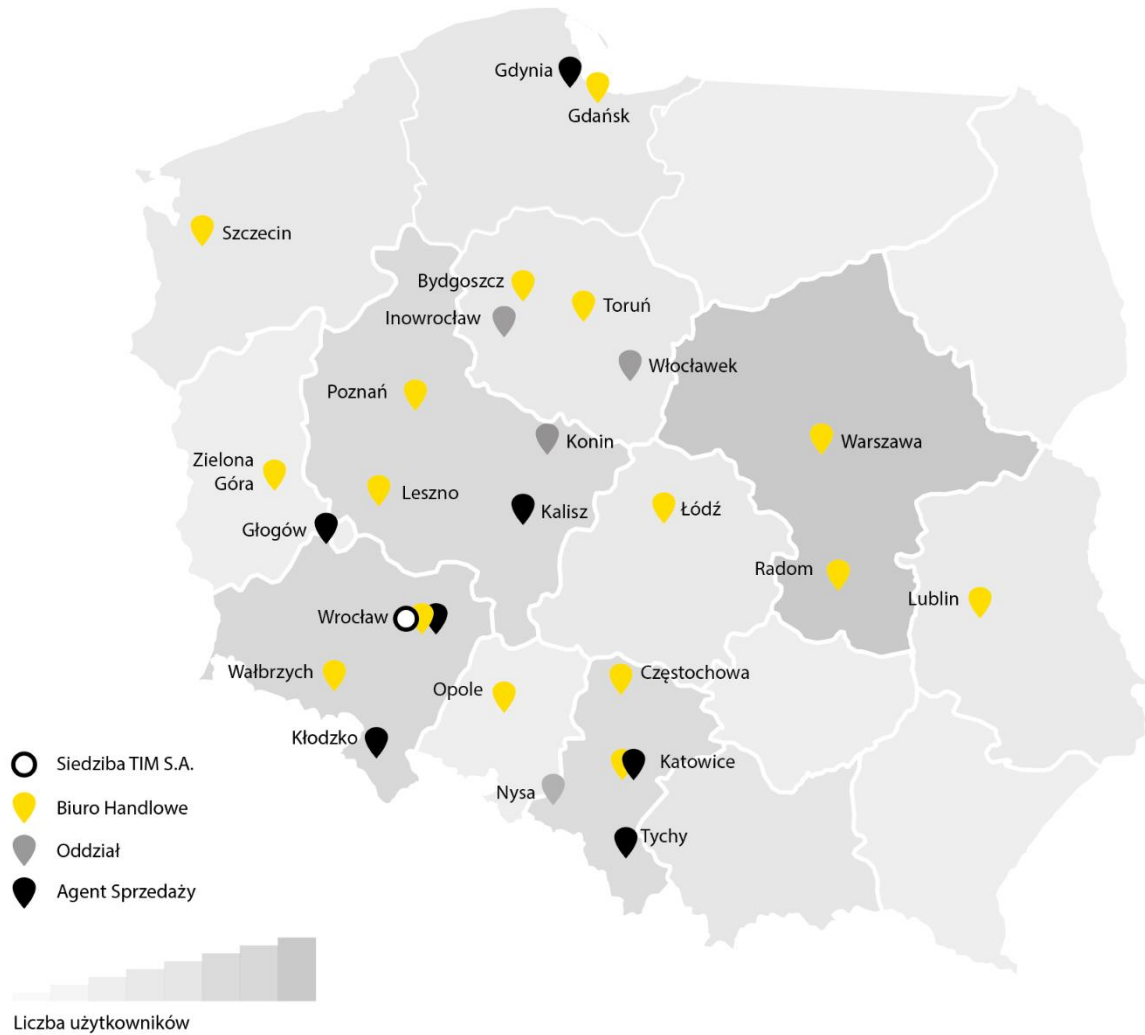 Gdynia
Gdańsk
Szczecin
Bydgoszcz
Toruń
Inowrocław
Włocławek
Poznań
Konin
Warszawa
Zielona
Góra
Leszno
Kalisz
Łódź
Głogów
Radom
Lublin
Wrocław
Wałbrzych
Opole
Częstochowa
Kłodzko
Katowice
Nysa
Tychy
Siedziba TIM S.A.
Biuro Handlowe
Oddział
Agent Sprzedaży
Liczba użytkowników